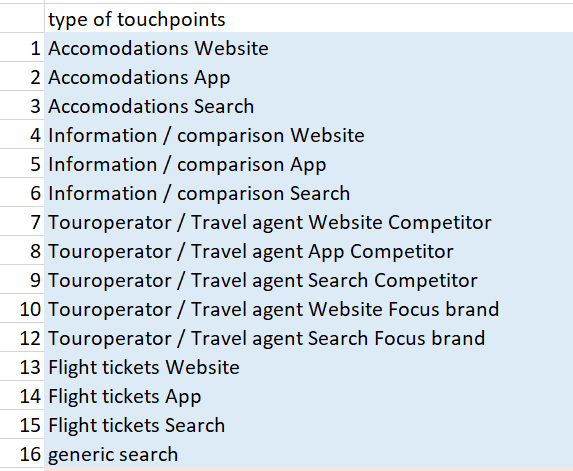 type of touchpoints
1 Accomodations Website
2 Accomodations App
3 Accomodations Search
4 Information / comparison Website
5 Information / comparison App
6 Information / comparison Search
7 Touroperator / Travel agent Website Competitor
8 Touroperator / Travel agent App Competitor
9 Touroperator / Travel agent Search Competitor
10 Touroperator / Travel agent Website Focus brand
12 Touroperator / Travel agent Search Focus brand
13 Flight tickets Website
14 Flight tickets App
15 Flight tickets Search
16 generic search